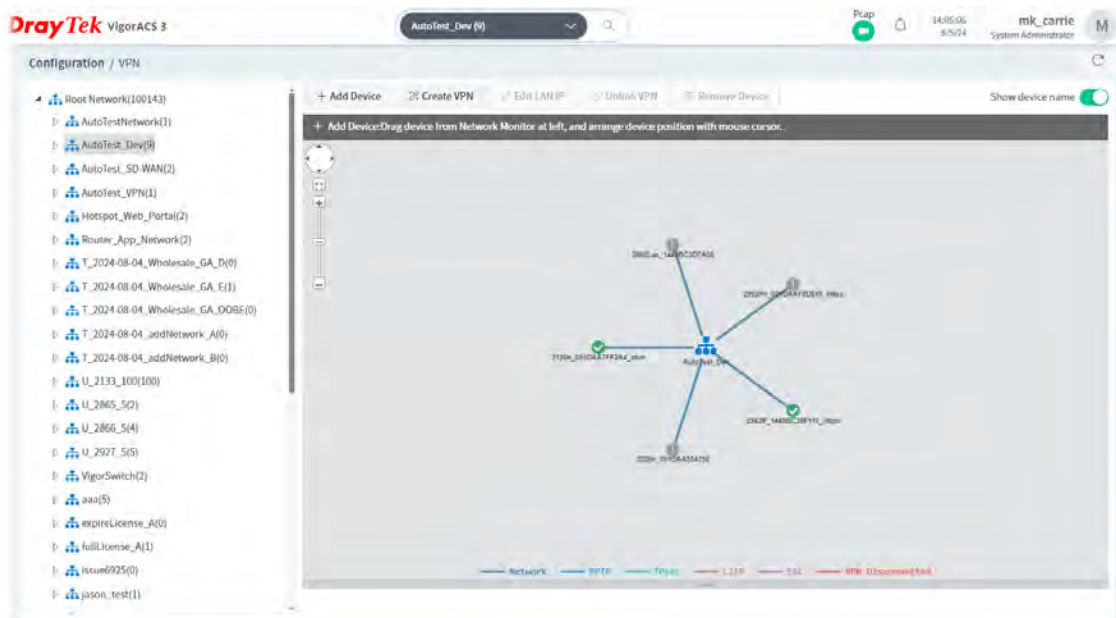 DrayTek VigorACS 3
AutoTest_Dev (9)
Pcap
14:05:06
8/5/24
mk_carrie
System Administrator
M
Configuration / VPN
Root Network(100143)
AutoTestNetwork(1)
AutoTest_Dev(9)
AutoTest_SD-WAN(2)
AutoTest_VPN(1)
Hotspot_Web_Portal(2)
Router_App_Network(2)
T_2024-08-04_Wholesale_GA_D(0)
T_2024-08-04_Wholesale_GA_E(1)
T_2024-08-04_Wholesale_GA_ODBE(0)
T_2024-08-04_addNetwork_A(0)
T_2024-08-04_addNetwork_B(0)
U_2133_100(100)
U_2865_5(2)
U_2866_5(4)
U_2927_5(5)
VigorSwitch(2)
aaa(5)
expireLicense_A(0)
fullLicense_A(1)
issue6925(0)
jason_test(1)
+ Add Device Create VPN Edit LAN IP Unlink VPN Remove Device Show device name
+ Add Device:Drag device from Network Monitor at left, and arrange device position with mouse cursor.
AutoTest_Dev
Network PPTP IPsec L2TP SSL VPN Disconnected